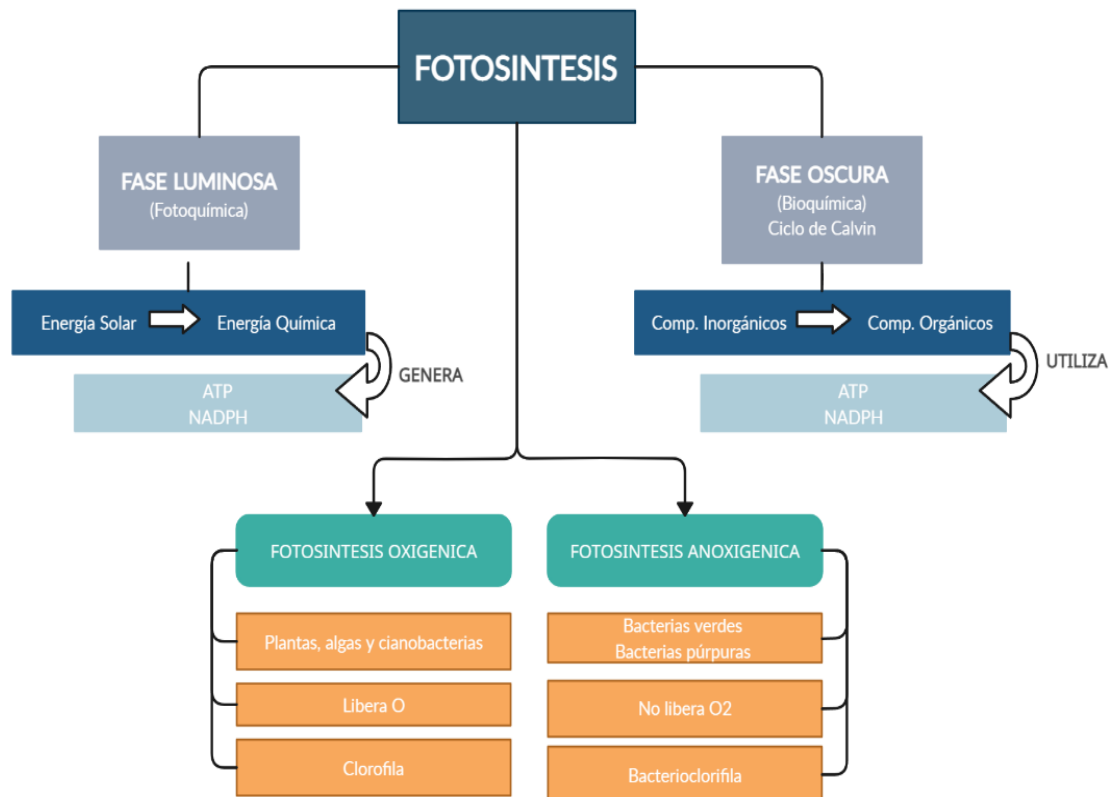 FOTOSINTESIS
FASE LUMINOSA
(Fotoquímica)
Energía Solar
Energía Química
GENERA
ATP
NADPH
FASE OSCURA
(Bioquímica)
Ciclo de Calvin
Comp. Inorgánicos
Comp. Orgánicos
UTILIZA
ATP
NADPH
FOTOSINTESIS OXIGENICA
Plantas, algas y cianobacterias
Libera O
Clorofila
FOTOSINTESIS ANOXIGENICA
Bacterias verdes
Bacterias púrpuras
No libera O2
Bacterioclorifila